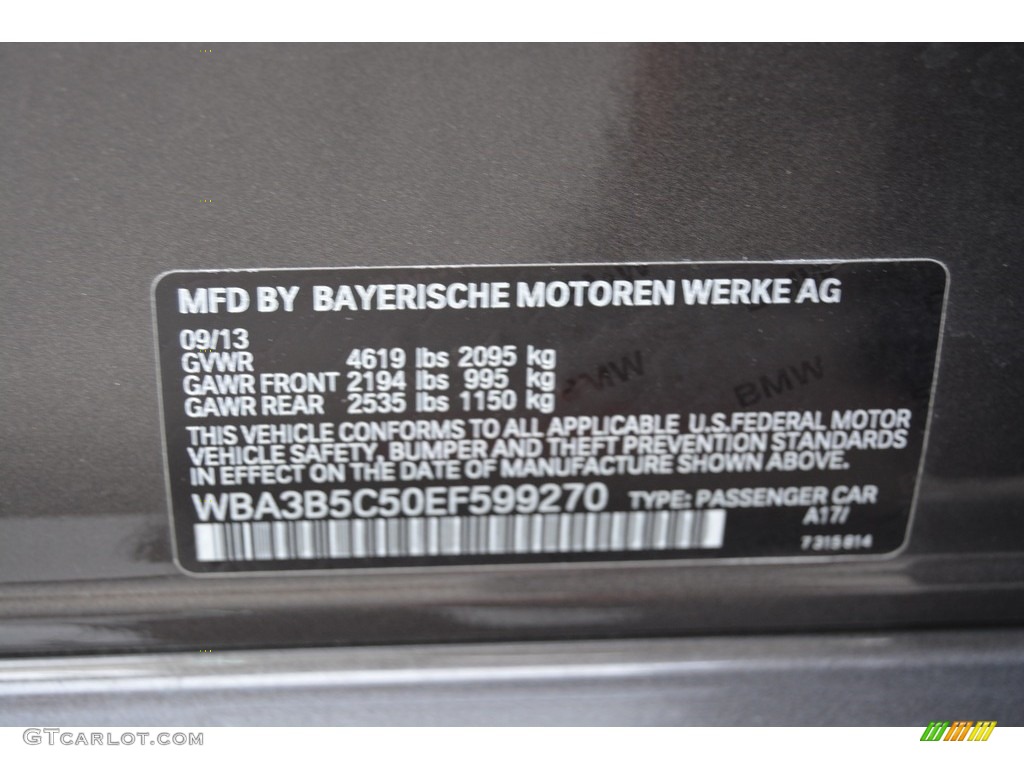 MFD BY BAYERISCHE MOTOREN WERKE AG
09/13
GVWR 4619 lbs 2095 kg
GAWR FRONT 2194 lbs 995 kg
GAWR REAR 2535 lbs 1150 kg
THIS VEHICLE CONFORMS TO ALL APPLICABLE U.S.FEDERAL MOTOR
VEHICLE SAFETY, BUMPER AND THEFT PREVENTION STANDARDS
IN EFFECT ON THE DATE OF MANUFACTURE SHOWN ABOVE.
WBA3B5C50EF599270 TYPE: PASSENGER CAR
A17/
7315814
BMW
BMW
GTCarLot.com